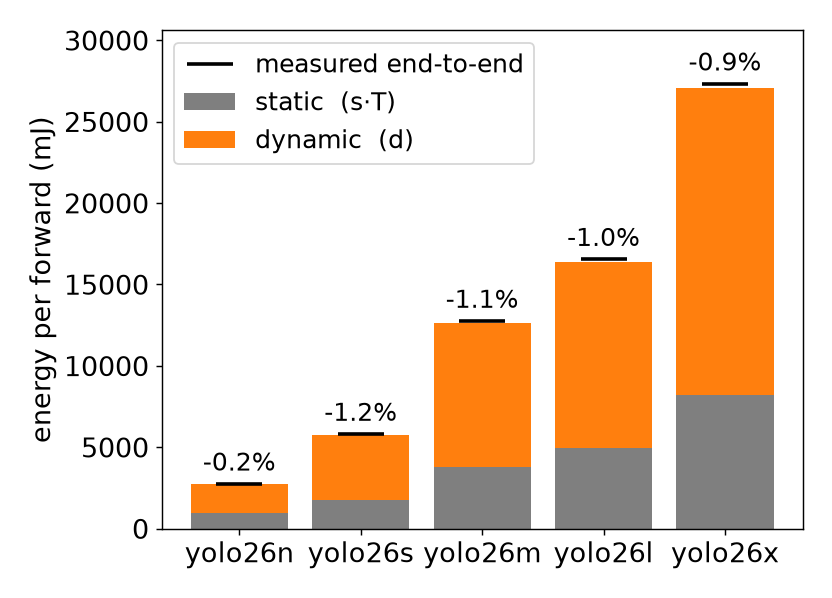 energy per forward (mJ)
30000
25000
20000
15000
10000
5000
0
measured end-to-end
static (s·T)
dynamic (d)
-0.2%
-1.2%
-1.1%
-1.0%
-0.9%
yolo26n yolo26s yolo26m yolo26l yolo26x